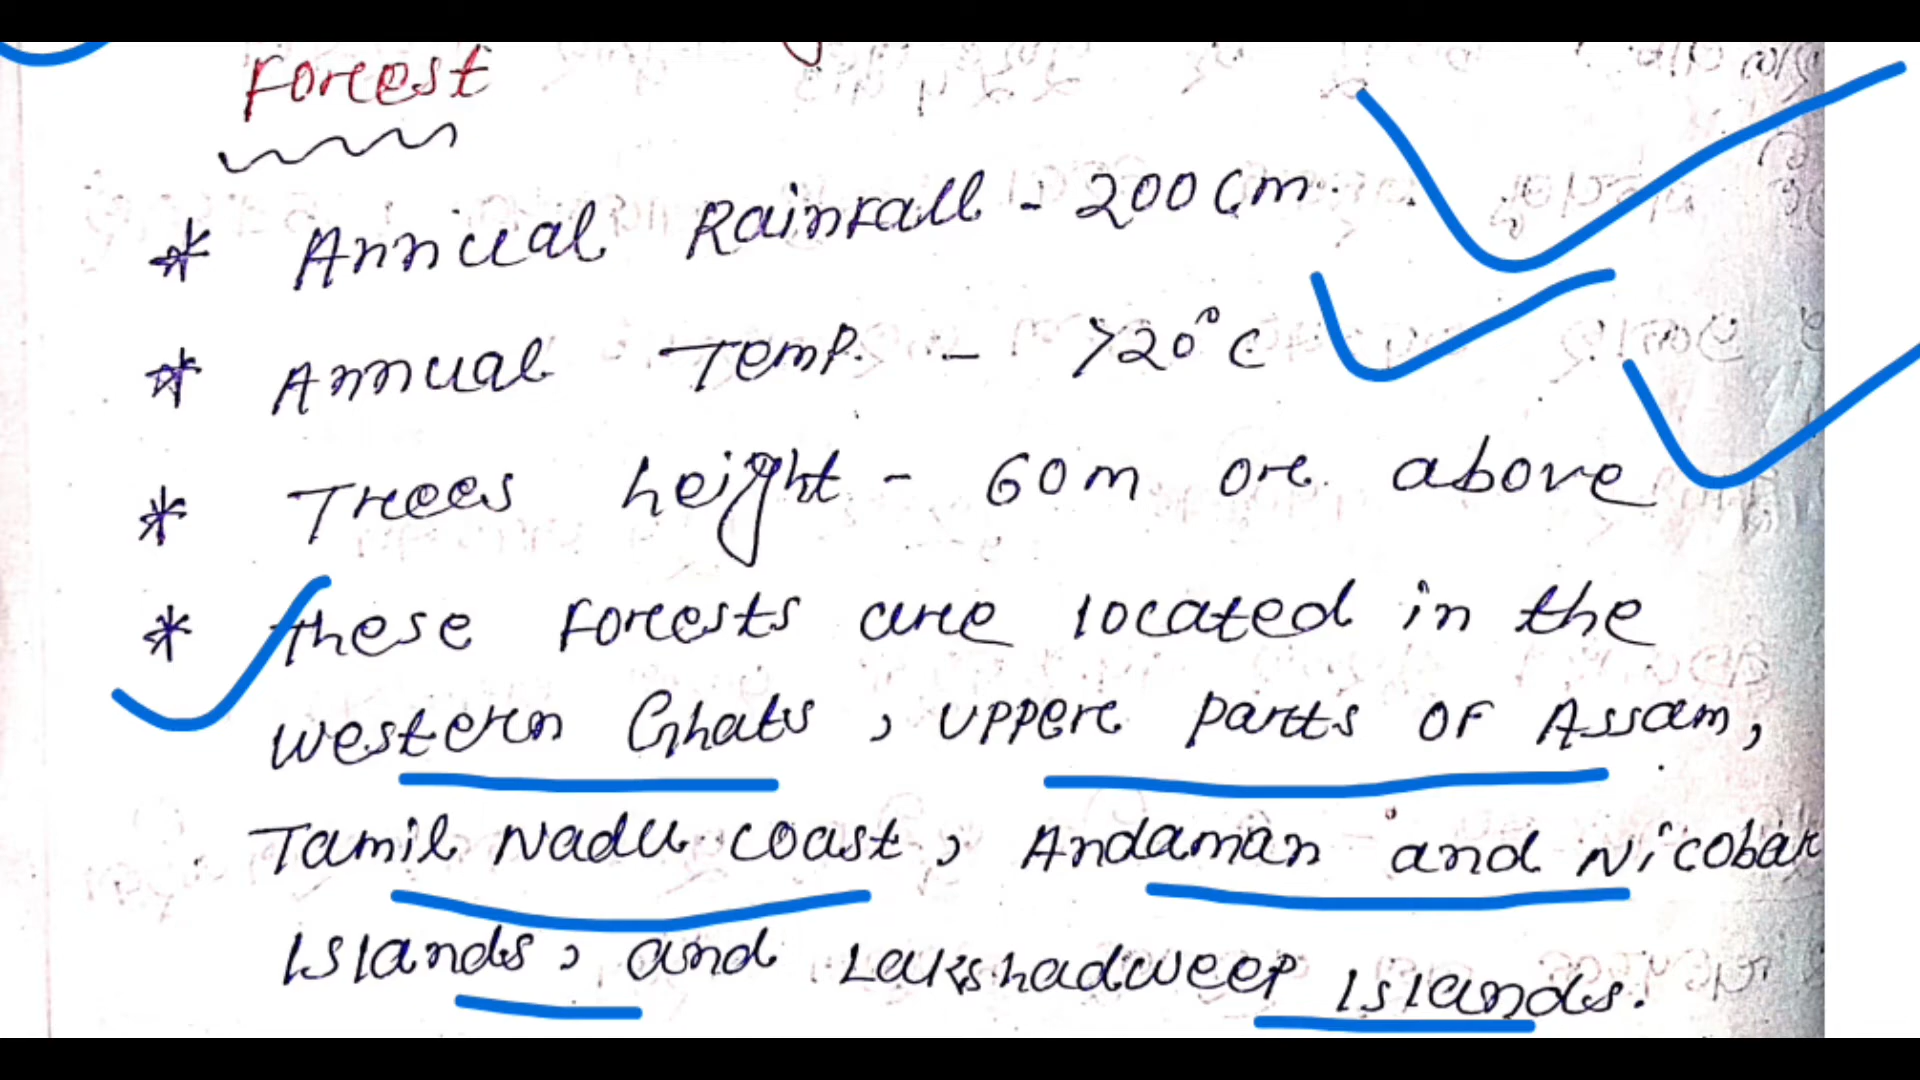 Forest
* Annual Rainfall - 200 cm.
* Annual Temp. - >20°C
* Trees height - 60m or above
* These forests are located in the
Western Ghats, upper parts of Assam,
Tamil Nadu coast, Andaman and Nicobar
Islands, and Lakshadweep Islands.